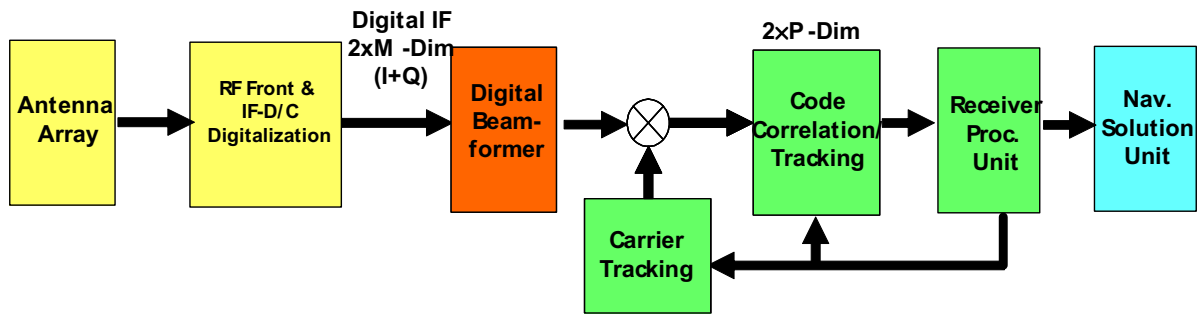 Antenna
Array
RF Front &
IF-D/C
Digitalization
Digital IF
2xM -Dim
(I+Q)
Digital
Beam-
former
2×P -Dim
Code
Correlation/
Tracking
Carrier
Tracking
Receiver
Proc.
Unit
Nav.
Solution
Unit